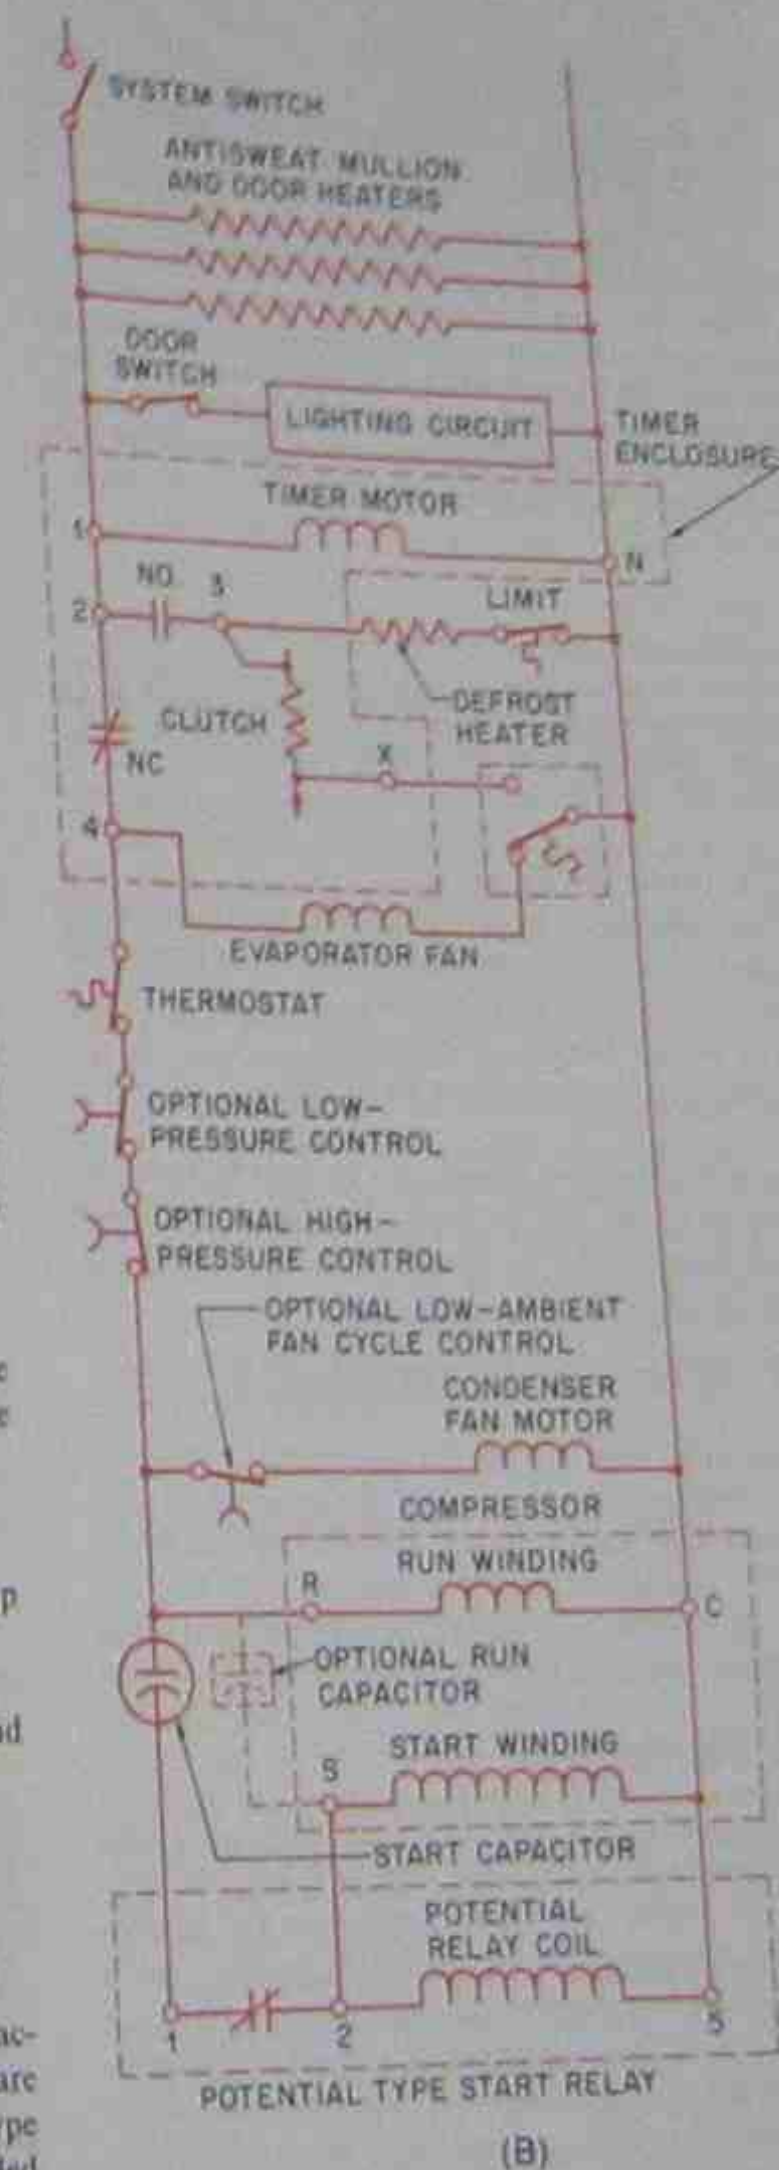 SYSTEM SWITCH
ANTISWEAT MULLION
AND DOOR HEATERS
DOOR
SWITCH
LIGHTING CIRCUIT
TIMER
ENCLOSURE
TIMER MOTOR
1
N
NO
3
LIMIT
2
DEFROST
HEATER
CLUTCH
NC
X
4
EVAPORATOR FAN
THERMOSTAT
OPTIONAL LOW-
PRESSURE CONTROL
OPTIONAL HIGH-
PRESSURE CONTROL
OPTIONAL LOW-AMBIENT
FAN CYCLE CONTROL
CONDENSER
FAN MOTOR
COMPRESSOR
RUN WINDING
R
C
OPTIONAL RUN
CAPACITOR
START WINDING
S
START CAPACITOR
POTENTIAL
RELAY COIL
1
2
5
POTENTIAL TYPE START RELAY
(B)
are